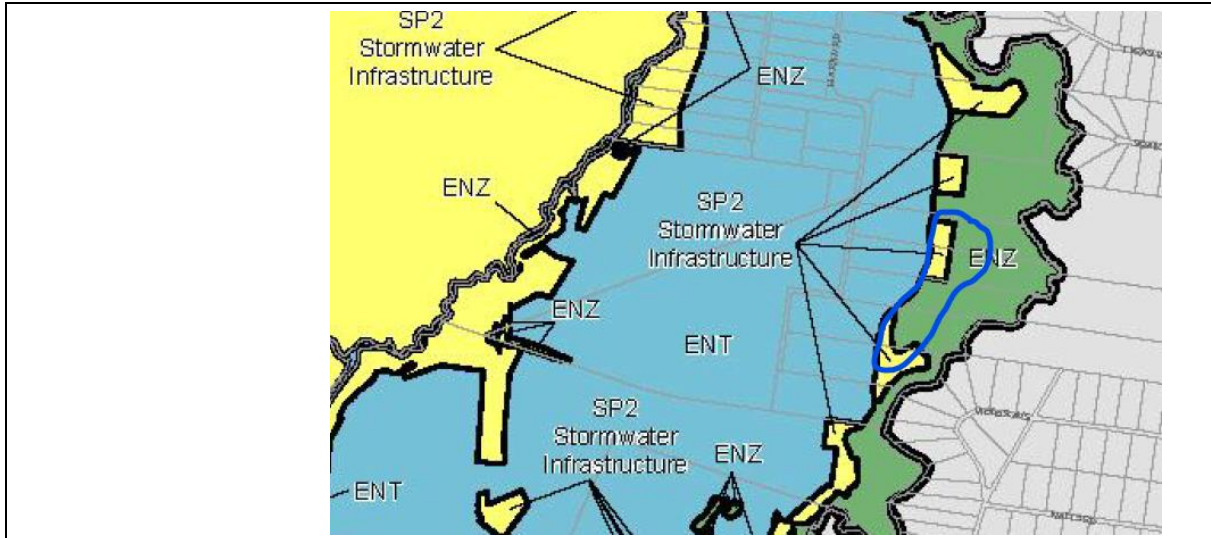 SP2
Stormwater
Infrastructure
ENZ
ENZ
SP2
Stormwater
Infrastructure
ENZ
ENZ
ENT
SP2
Stormwater
Infrastructure
ENZ
ENT